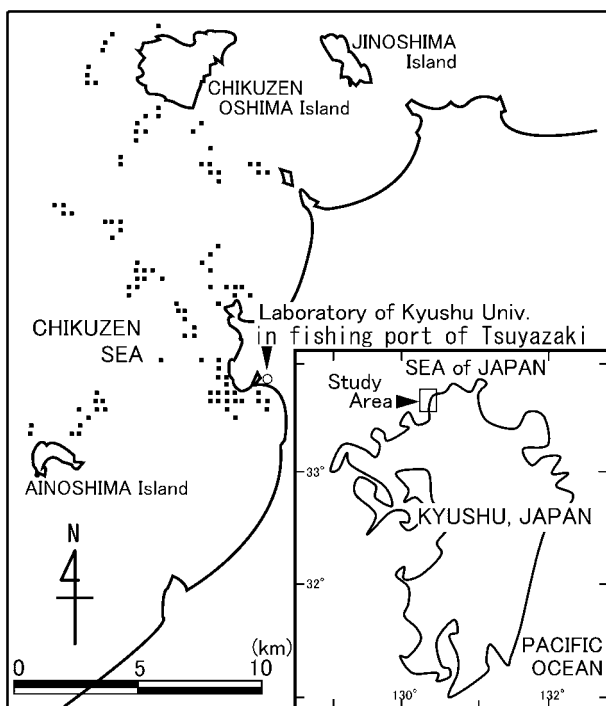 JINOSHIMA
Island
CHIKUZEN
OSHIMA Island
Laboratory of Kyushu Univ.
in fishing port of Tsuyazaki
CHIKUZEN
SEA
SEA of JAPAN
Study
Area
33°
AINOSHIMA Island
KYUSHU, JAPAN
N
32°
(km)
0 5 10
PACIFIC
OCEAN
130° 132°